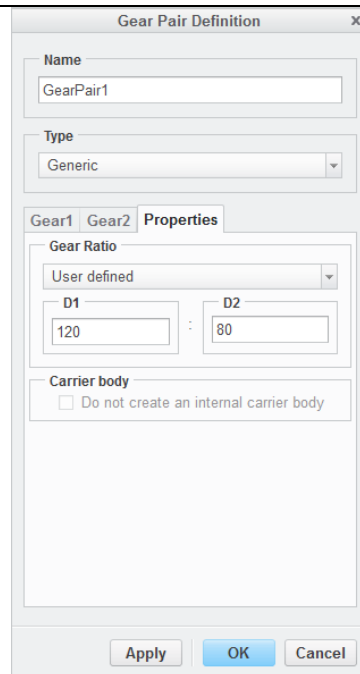 Gear Pair Definition x
Name
GearPair1
Type
Generic
Gear1 Gear2 Properties
Gear Ratio
User defined
D1 D2
120 : 80
Carrier body
Do not create an internal carrier body
Apply OK Cancel